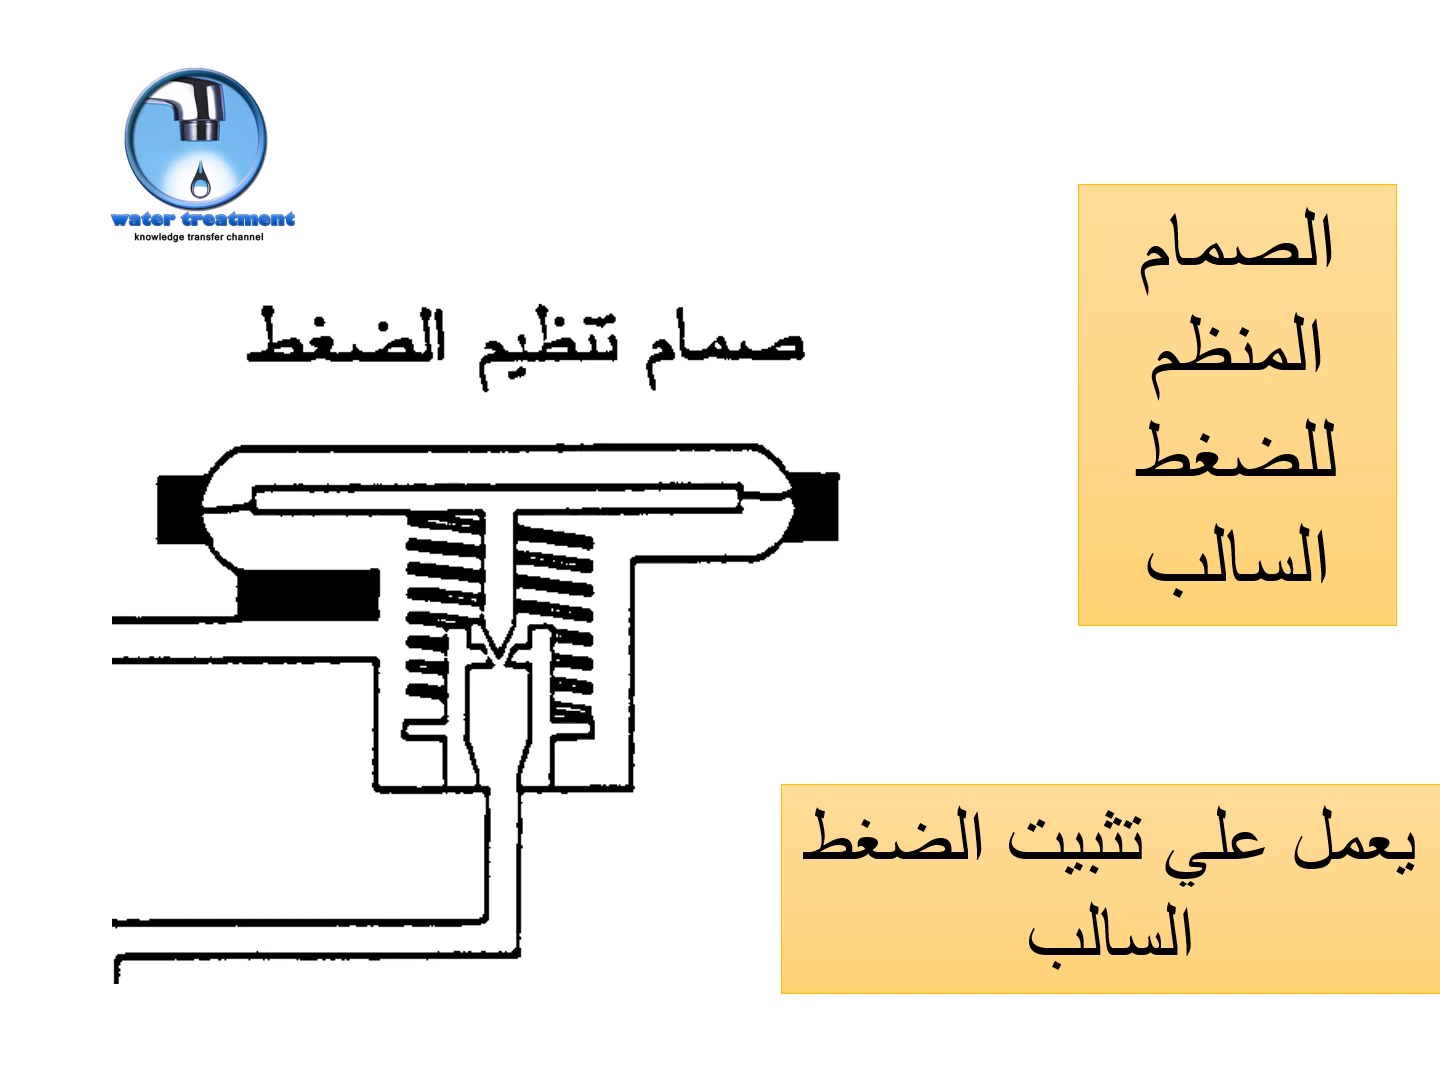 water treatment
knowledge transfer channel
الصمام
المنظم
للضغط
السالب
صمام تنظيم الضغط
يعمل علي تثبيت الضغط
السالب